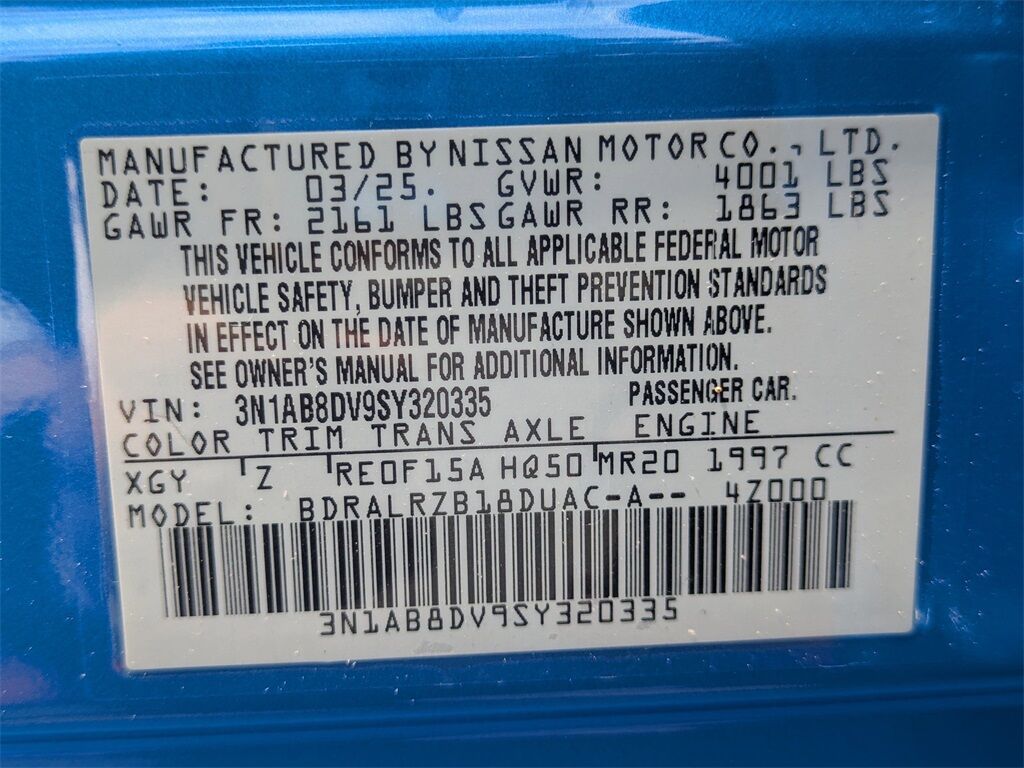 MANUFACTURED BY NISSAN MOTOR CO., LTD.
DATE: 03/25. GVWR: 4001 LBS
GAWR FR: 2161 LBS GAWR RR: 1863 LBS
THIS VEHICLE CONFORMS TO ALL APPLICABLE FEDERAL MOTOR
VEHICLE SAFETY, BUMPER AND THEFT PREVENTION STANDARDS
IN EFFECT ON THE DATE OF MANUFACTURE SHOWN ABOVE.
SEE OWNER'S MANUAL FOR ADDITIONAL INFORMATION.
VIN: 3N1AB8DV9SY320335 PASSENGER CAR.
COLOR TRIM TRANS AXLE ENGINE
XGY Z RE0F15A HQ50 MR20 1997 CC
MODEL: BDRALRZB18DUAC-A-- 4Z000
3N1AB8DV9SY320335